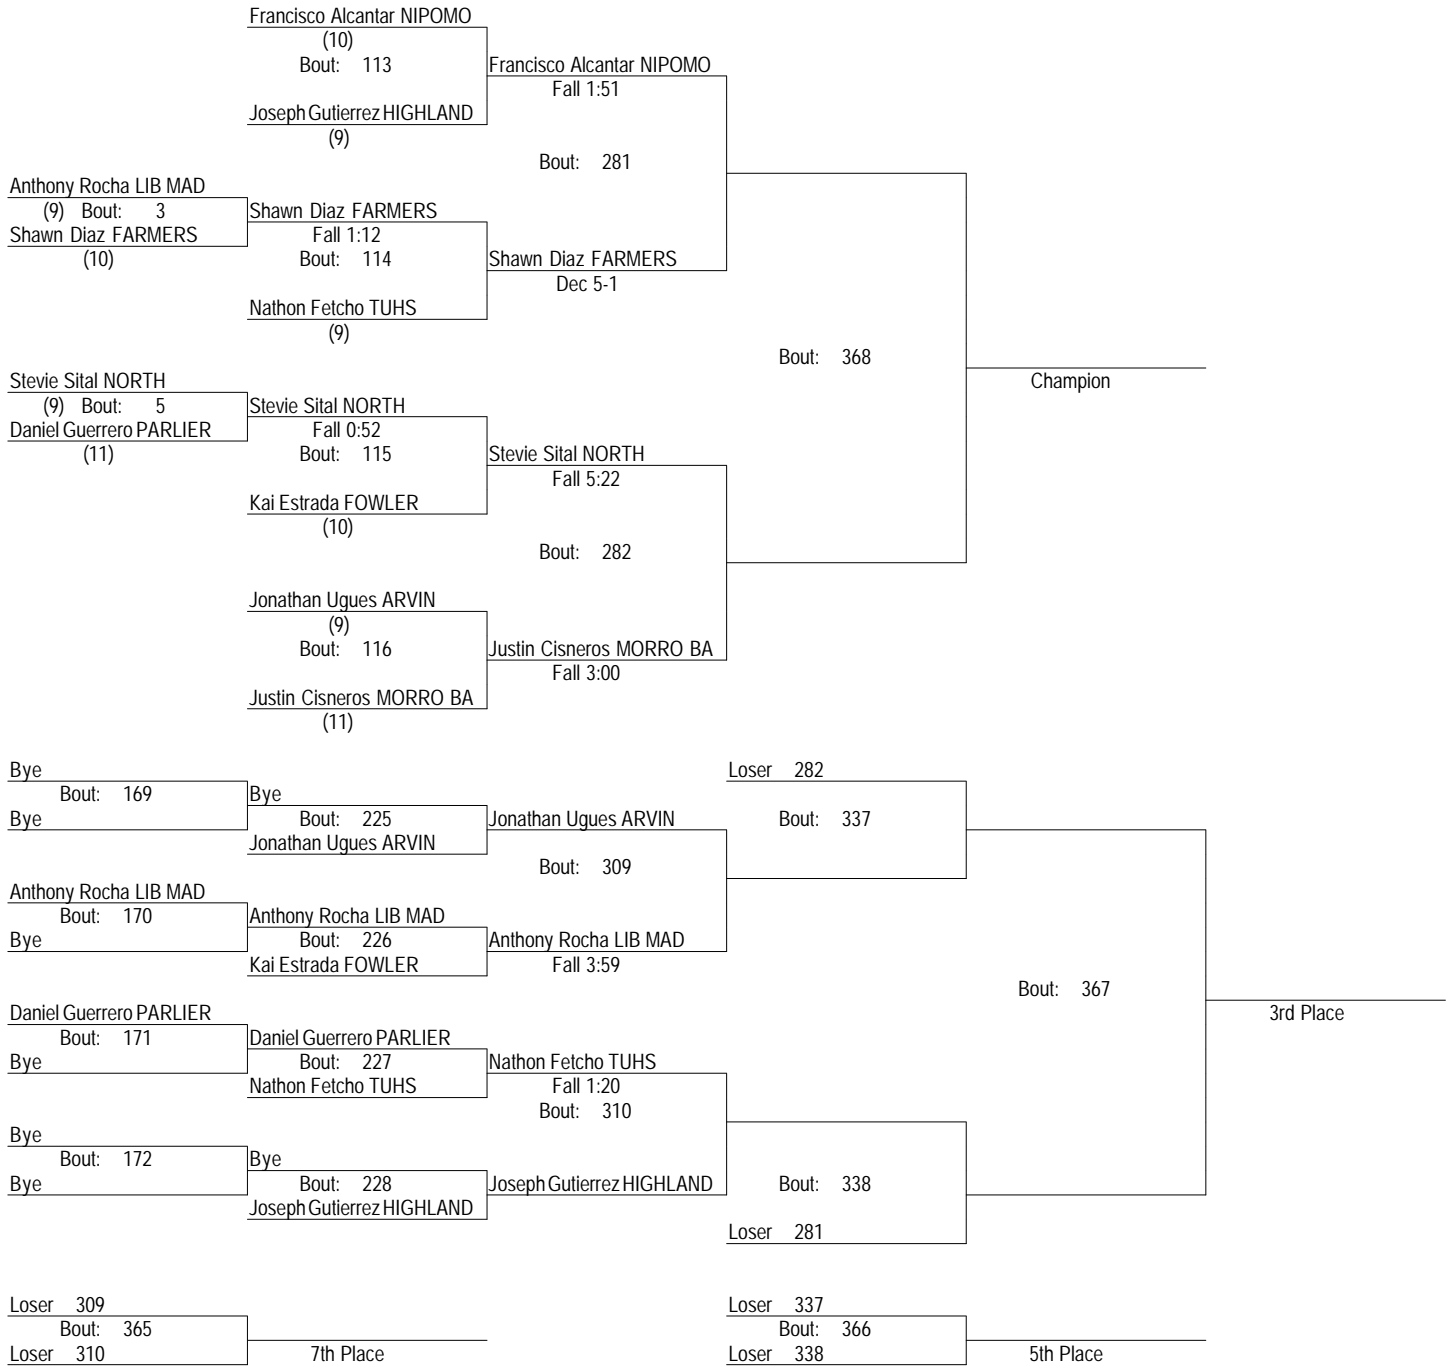 Francisco Alcantar NIPOMO
(10)
Bout: 113
Francisco Alcantar NIPOMO
Fall 1:51
Joseph Gutierrez HIGHLAND
(9)
Bout: 281
Anthony Rocha LIB MAD
(9) Bout: 3
Shawn Diaz FARMERS
Shawn Diaz FARMERS
Fall 1:12
(10)
Bout: 114
Shawn Diaz FARMERS
Dec 5-1
Nathon Fetcho TUHS
(9)
Bout: 368
Champion
Stevie Sital NORTH
(9) Bout: 5
Stevie Sital NORTH
Daniel Guerrero PARLIER
Fall 0:52
(11)
Bout: 115
Stevie Sital NORTH
Fall 5:22
Kai Estrada FOWLER
(10)
Bout: 282
Jonathan Ugues ARVIN
(9)
Bout: 116
Justin Cisneros MORRO BA
Fall 3:00
Justin Cisneros MORRO BA
(11)
Bye
Bout: 169
Bye
Bye
Bout: 225
Jonathan Ugues ARVIN
Jonathan Ugues ARVIN
Loser 282
Bout: 337
Bout: 309
Anthony Rocha LIB MAD
Bout: 170
Bye
Anthony Rocha LIB MAD
Bout: 226
Kai Estrada FOWLER
Anthony Rocha LIB MAD
Fall 3:59
Bout: 367
3rd Place
Daniel Guerrero PARLIER
Bout: 171
Bye
Daniel Guerrero PARLIER
Bout: 227
Nathon Fetcho TUHS
Nathon Fetcho TUHS
Fall 1:20
Bout: 310
Bye
Bout: 172
Bye
Bye
Bout: 228
Joseph Gutierrez HIGHLAND
Joseph Gutierrez HIGHLAND
Bout: 338
Loser 281
Loser 309
Bout: 365
Loser 310
7th Place
Loser 337
Bout: 366
Loser 338
5th Place